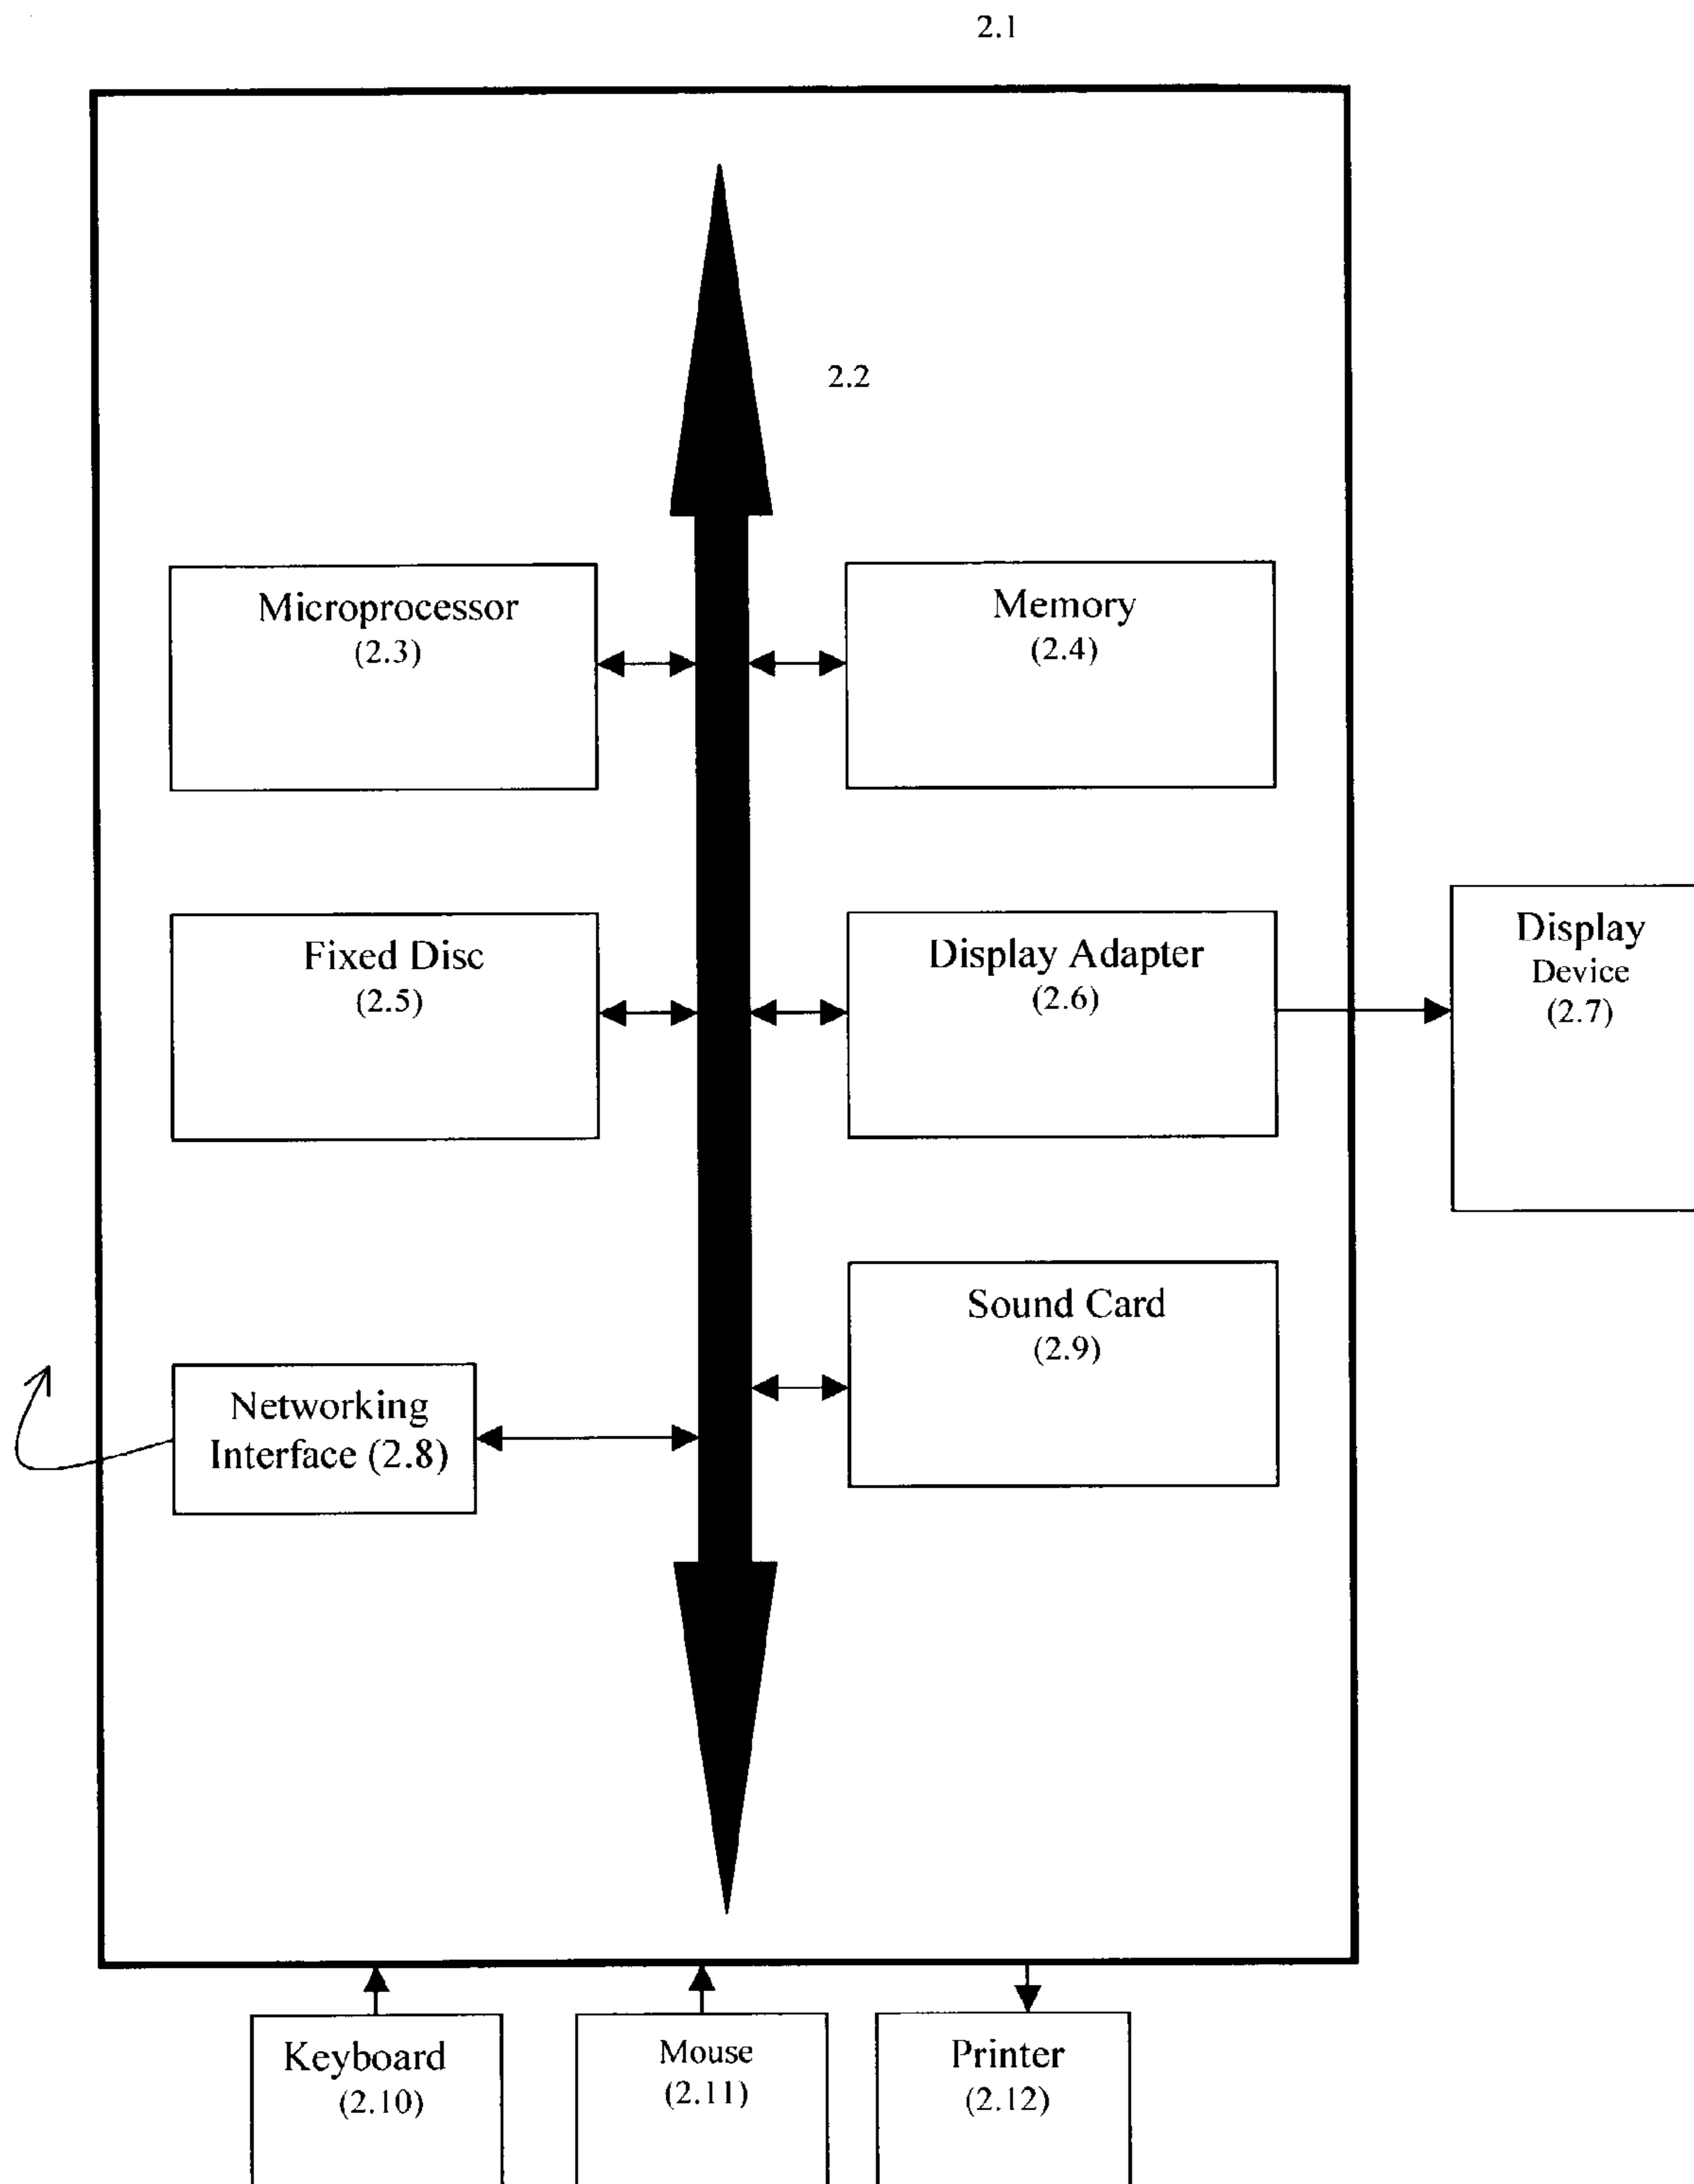 2.1
2.2
Microprocessor
(2.3)
Memory
(2.4)
Fixed Disc
(2.5)
Display Adapter
(2.6)
Display
Device
(2.7)
Sound Card
(2.9)
Networking
Interface (2.8)
Keyboard
(2.10)
Mouse
(2.11)
Printer
(2.12)